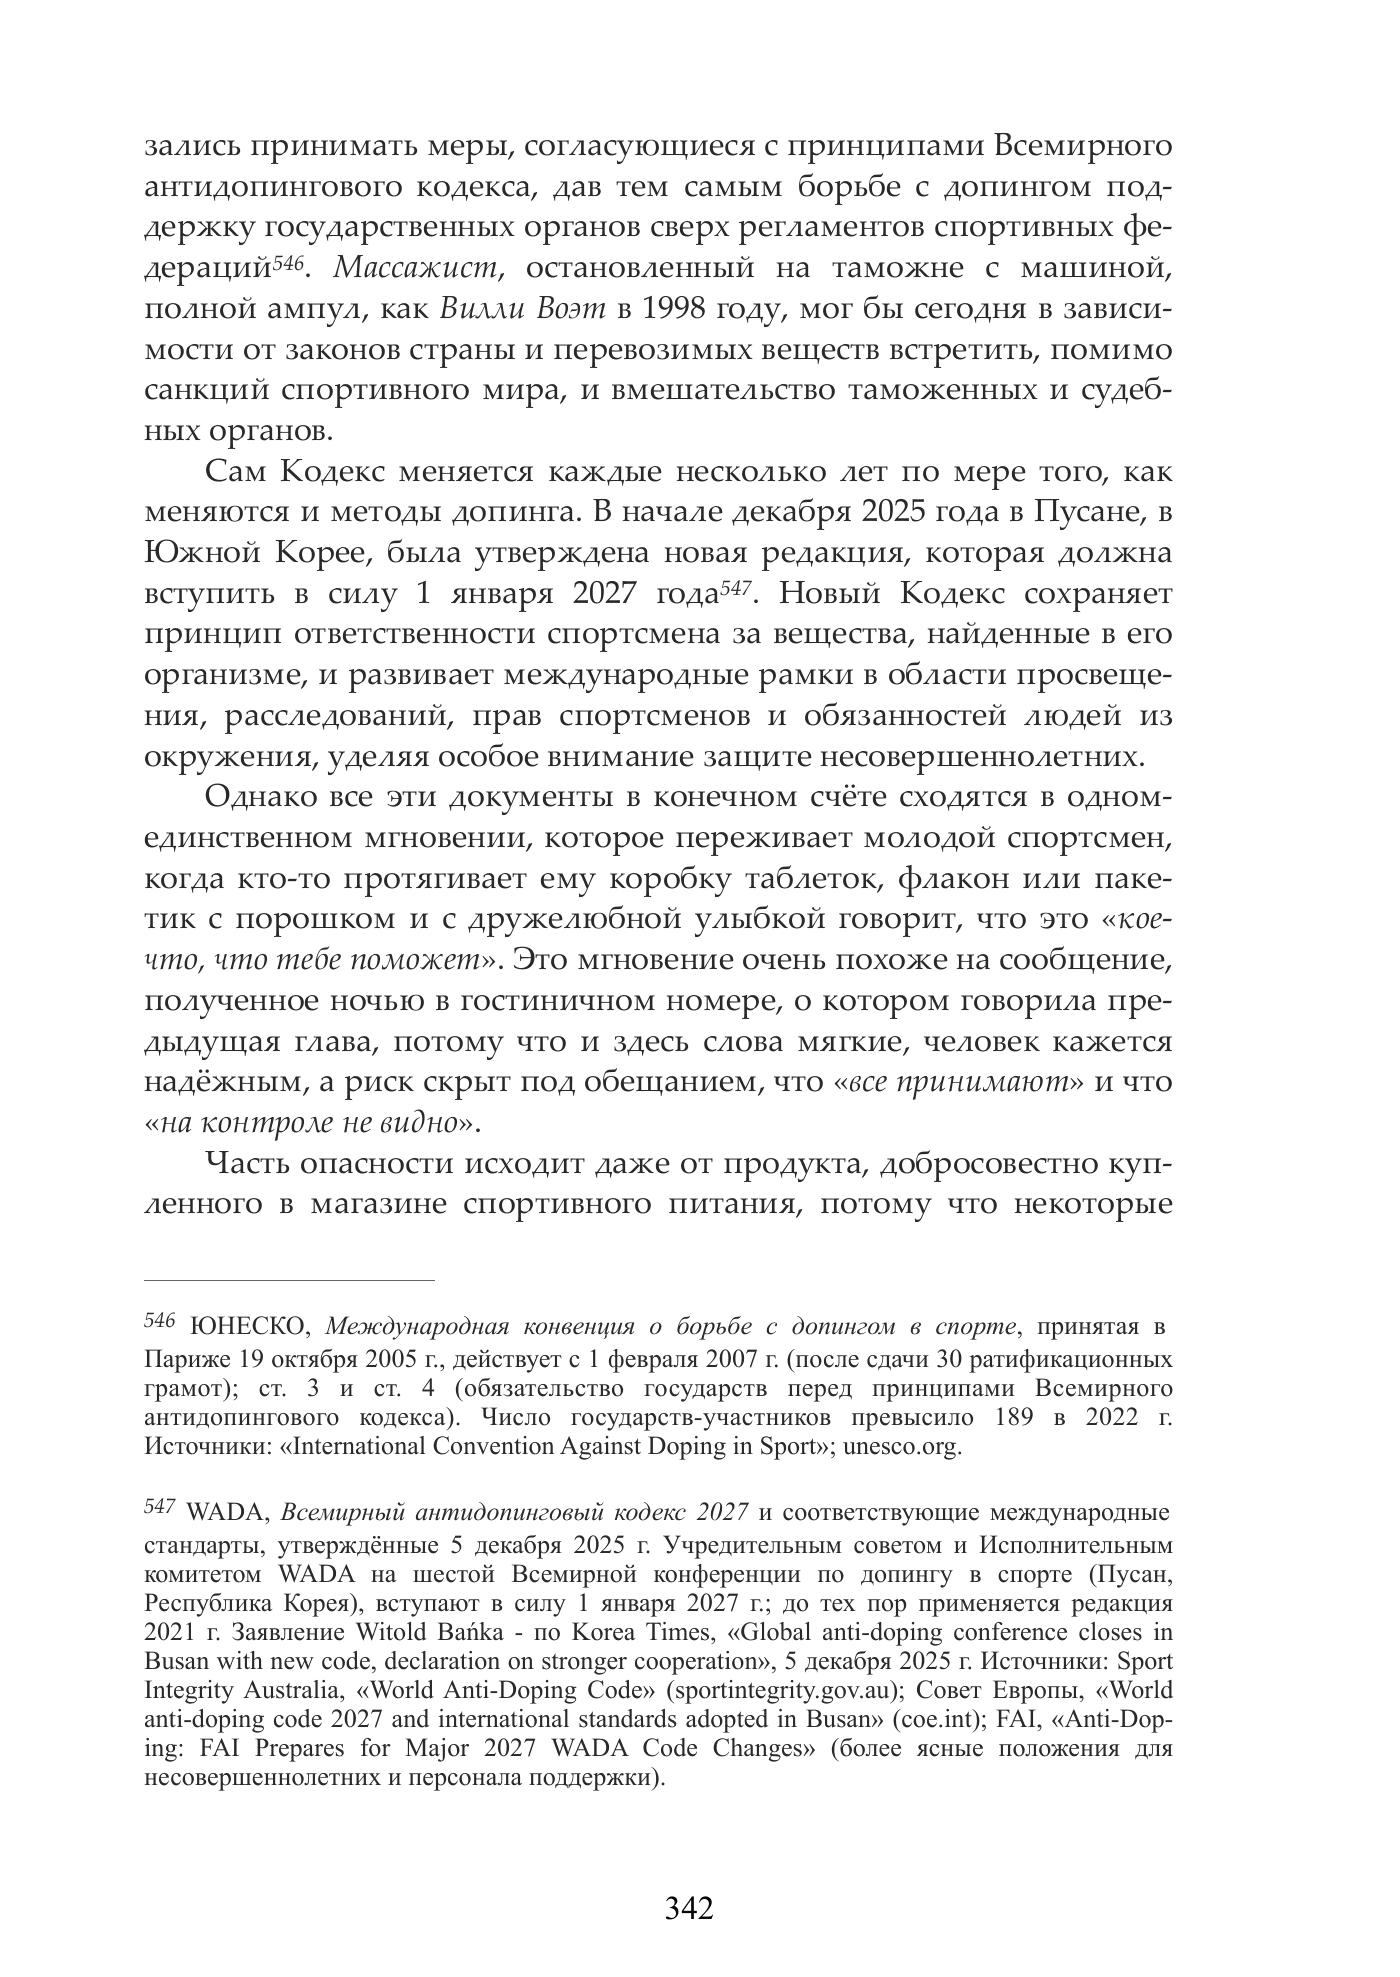 зались принимать меры, согласующиеся с принципами Всемирного
антидопингового кодекса, дав тем самым борьбе с допингом под-
держку государственных органов сверх регламентов спортивных фе-
дераций546. Массажист, остановленный на таможне с машиной,
полной ампул, как Вилли Воэт в 1998 году, мог бы сегодня в зависи-
мости от законов страны и перевозимых веществ встретить, помимо
санкций спортивного мира, и вмешательство таможенных и судеб-
ных органов.
Сам Кодекс меняется каждые несколько лет по мере того, как
меняются и методы допинга. В начале декабря 2025 года в Пусане, в
Южной Корее, была утверждена новая редакция, которая должна
вступить в силу 1 января 2027 года547. Новый Кодекс сохраняет
принцип ответственности спортсмена за вещества, найденные в его
организме, и развивает международные рамки в области просвеще-
ния, расследований, прав спортсменов и обязанностей людей из
окружения, уделяя особое внимание защите несовершеннолетних.
Однако все эти документы в конечном счёте сходятся в одном-
единственном мгновении, которое переживает молодой спортсмен,
когда кто-то протягивает ему коробку таблеток, флакон или паке-
тик с порошком и с дружелюбной улыбкой говорит, что это «кое-
что, что тебе поможет». Это мгновение очень похоже на сообщение,
полученное ночью в гостиничном номере, о котором говорила пре-
дыдущая глава, потому что и здесь слова мягкие, человек кажется
надёжным, а риск скрыт под обещанием, что «все принимают» и что
«на контроле не видно».
Часть опасности исходит даже от продукта, добросовестно куп-
ленного в магазине спортивного питания, потому что некоторые
546 ЮНЕСКО, Международная конвенция о борьбе с допингом в спорте, принятая в
Париже 19 октября 2005 г., действует с 1 февраля 2007 г. (после сдачи 30 ратификационных
грамот); ст. 3 и ст. 4 (обязательство государств перед принципами Всемирного
антидопингового кодекса). Число государств-участников превысило 189 в 2022 г.
Источники: «International Convention Against Doping in Sport»; unesco.org.
547 WADA, Всемирный антидопинговый кодекс 2027 и соответствующие международные
стандарты, утверждённые 5 декабря 2025 г. Учредительным советом и Исполнительным
комитетом WADA на шестой Всемирной конференции по допингу в спорте (Пусан,
Республика Корея), вступают в силу 1 января 2027 г.; до тех пор применяется редакция
2021 г. Заявление Witold Bańka - по Korea Times, «Global anti-doping conference closes in
Busan with new code, declaration on stronger cooperation», 5 декабря 2025 г. Источники: Sport
Integrity Australia, «World Anti-Doping Code» (sportintegrity.gov.au); Совет Европы, «World
anti-doping code 2027 and international standards adopted in Busan» (coe.int); FAI, «Anti-Dop-
ing: FAI Prepares for Major 2027 WADA Code Changes» (более ясные положения для
несовершеннолетних и персонала поддержки).
342